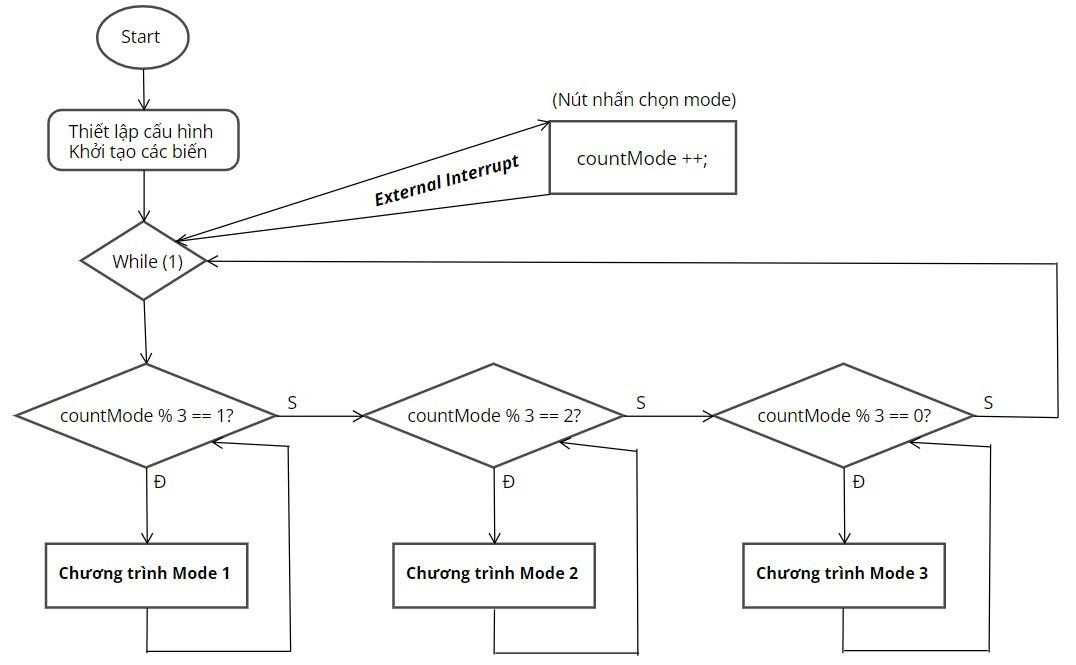 Start
Thiết lập cấu hình
Khởi tạo các biến
(Nút nhấn chọn mode)
countMode ++;
External Interrupt
While (1)
countMode % 3 == 1?
S
countMode % 3 == 2?
S
countMode % 3 == 0?
S
Đ
Đ
Đ
Chương trình Mode 1
Chương trình Mode 2
Chương trình Mode 3